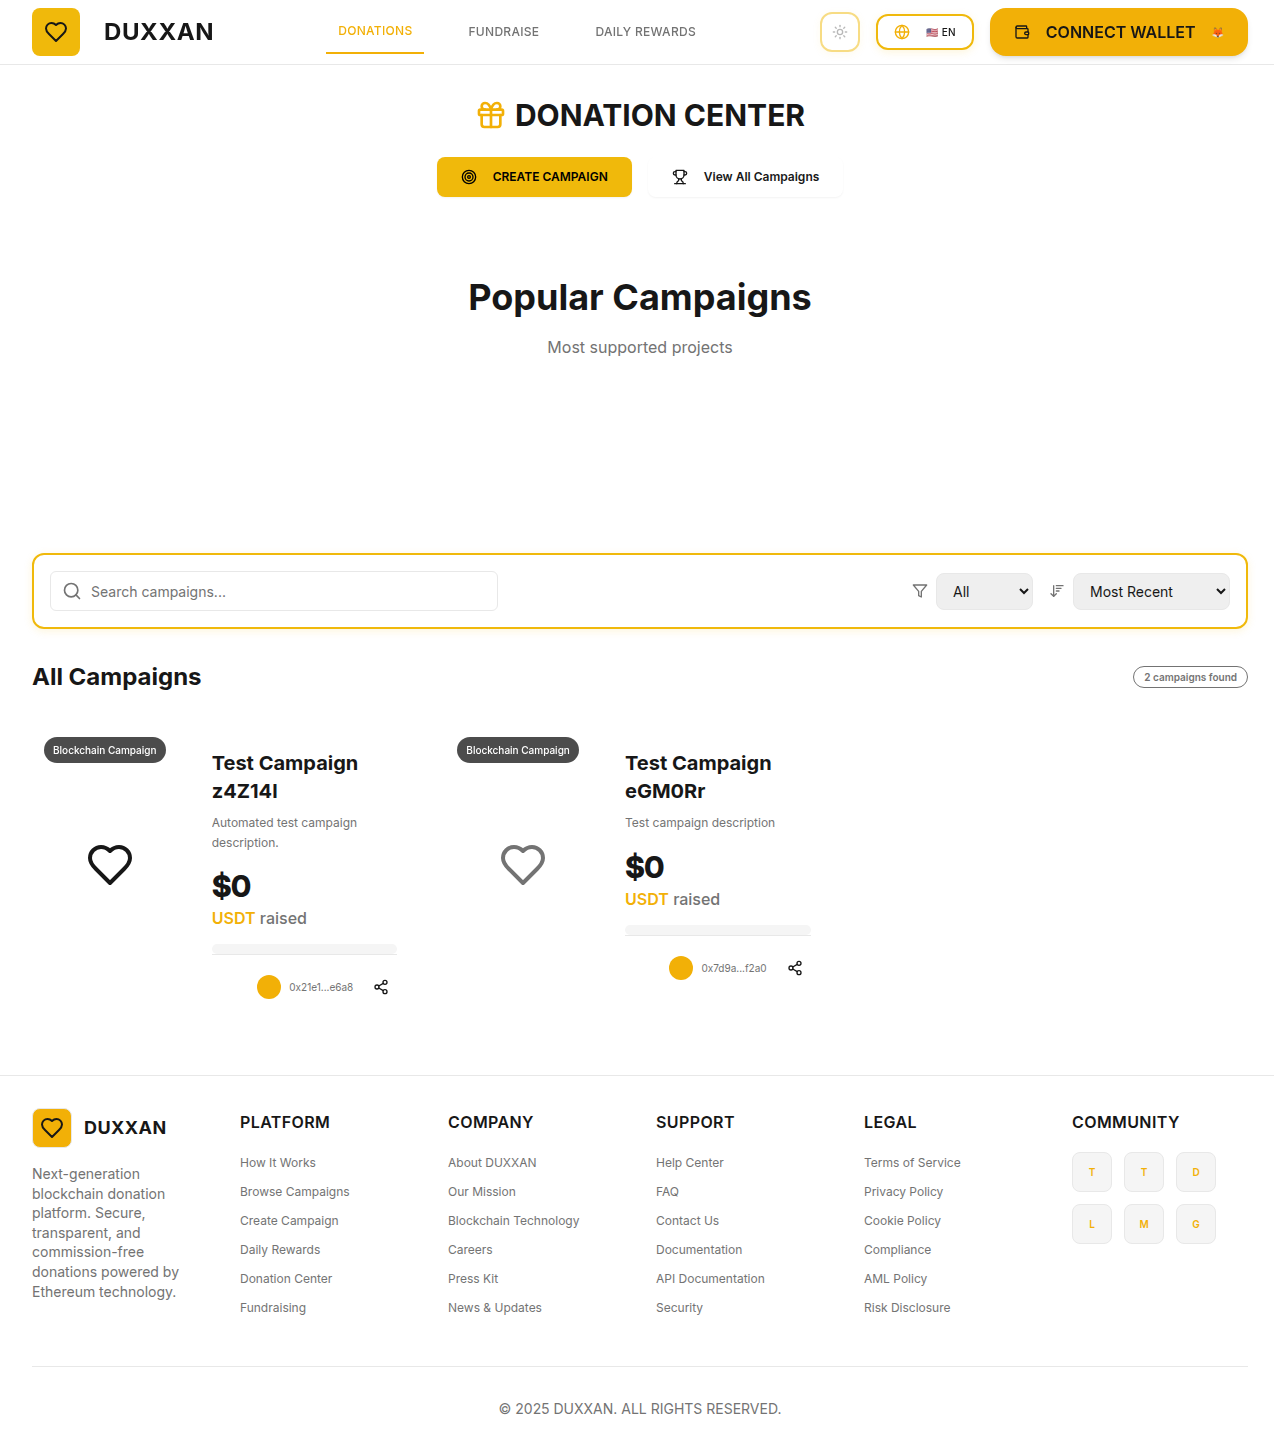 DUXXAN
DONATIONS
FUNDRAISE
DAILY REWARDS
🇺🇸 EN
CONNECT WALLET 🦊
DONATION CENTER
CREATE CAMPAIGN
View All Campaigns
Popular Campaigns
Most supported projects
Search campaigns...
All
Most Recent
All Campaigns
2 campaigns found
Blockchain Campaign
Test Campaign
z4Z14I
Automated test campaign
description.
$0
USDT raised
0x21e1...e6a8
Blockchain Campaign
Test Campaign
eGM0Rr
Test campaign description
$0
USDT raised
0x7d9a...f2a0
DUXXAN
Next-generation
blockchain donation
platform. Secure,
transparent, and
commission-free
donations powered by
Ethereum technology.
PLATFORM
How It Works
Browse Campaigns
Create Campaign
Daily Rewards
Donation Center
Fundraising
COMPANY
About DUXXAN
Our Mission
Blockchain Technology
Careers
Press Kit
News & Updates
SUPPORT
Help Center
FAQ
Contact Us
Documentation
API Documentation
Security
LEGAL
Terms of Service
Privacy Policy
Cookie Policy
Compliance
AML Policy
Risk Disclosure
COMMUNITY
T T D
L M G
© 2025 DUXXAN. ALL RIGHTS RESERVED.